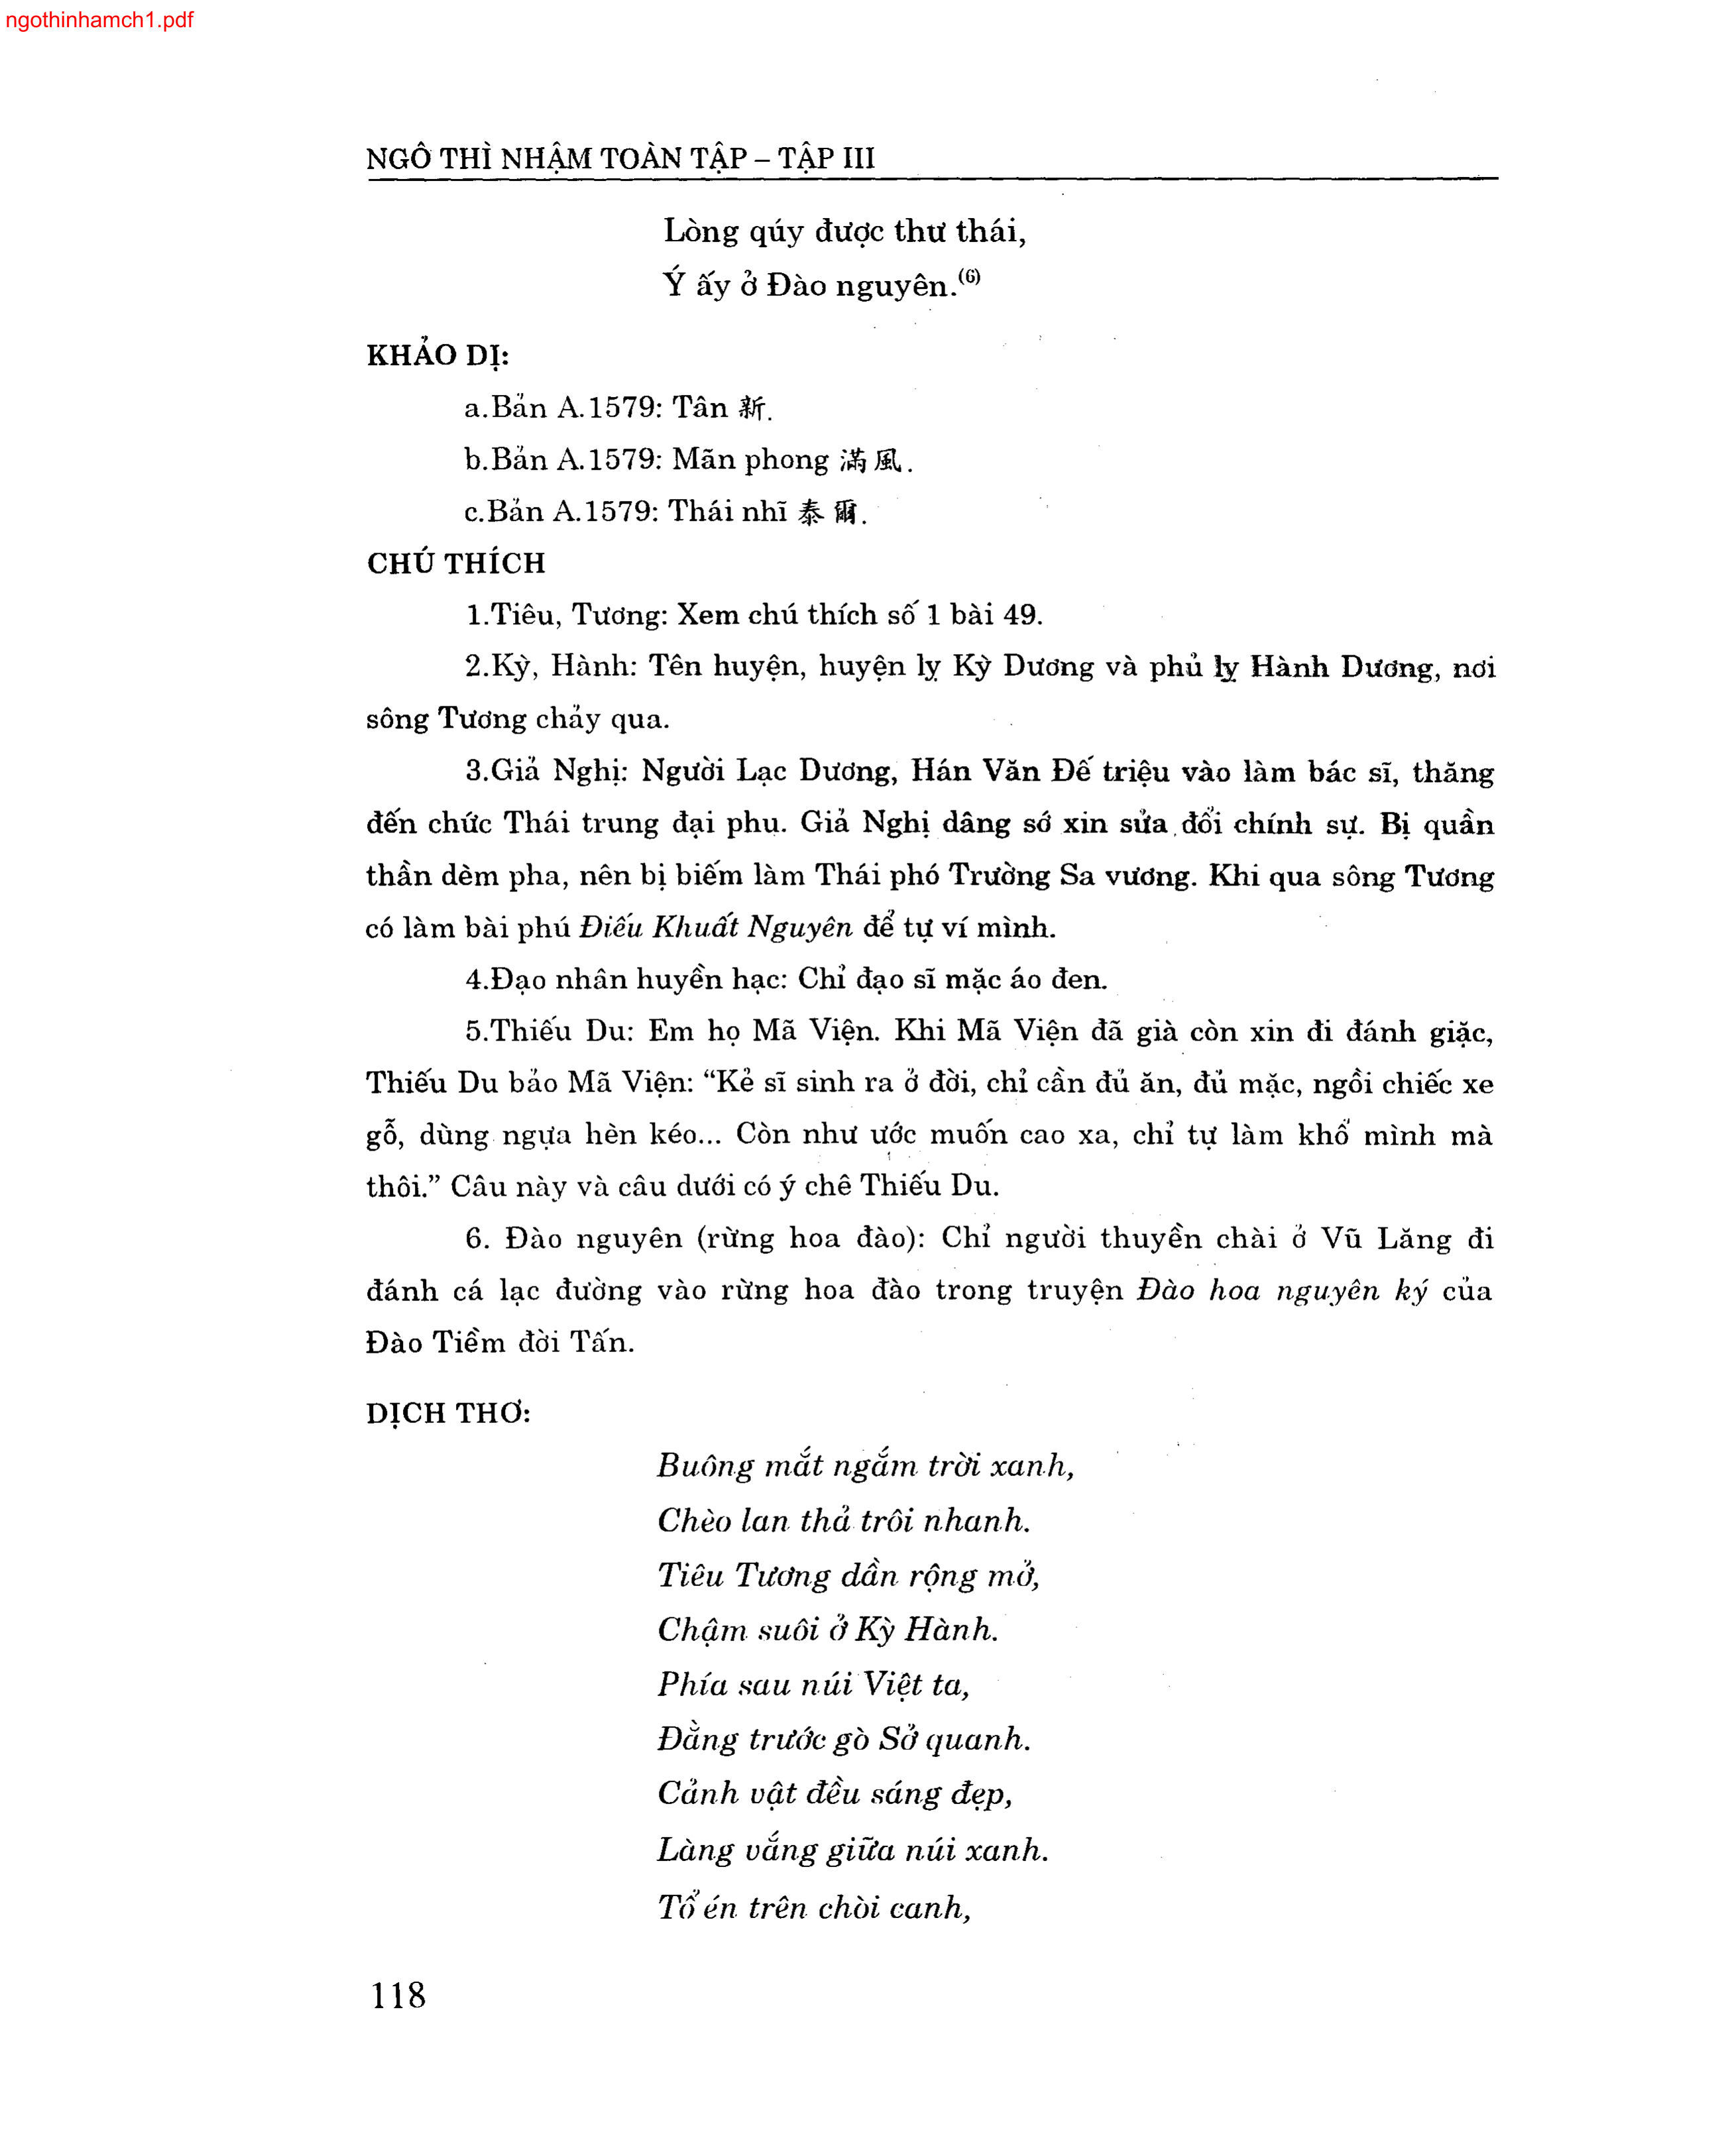 ngothinhamch1.pdf
NGÔ THÌ NHẬM TOÀN TẬP – TẬP III
Lòng qúy được thư thái,
Ý ấy ở Đào nguyên.(6)
KHẢO DỊ:
a.Bản A.1579: Tân 新.
b.Bản A.1579: Mãn phong 滿風.
c.Bản A.1579: Thái nhĩ 泰爾.
CHÚ THÍCH
1.Tiêu, Tương: Xem chú thích số 1 bài 49.
2.Kỳ, Hành: Tên huyện, huyện lỵ Kỳ Dương và phủ lỵ Hành Dương, nơi
sông Tương chảy qua.
3.Giả Nghị: Người Lạc Dương, Hán Văn Đế triệu vào làm bác sĩ, thăng
đến chức Thái trung đại phụ. Giả Nghị dâng sớ xin sửa đổi chính sự. Bị quần
thần dèm pha, nên bị biếm làm Thái phó Trường Sa vương. Khi qua sông Tương
có làm bài phú Điếu Khuất Nguyên để tự ví mình.
4.Đạo nhân huyền hạc: Chỉ đạo sĩ mặc áo đen.
5.Thiếu Du: Em họ Mã Viện. Khi Mã Viện đã già còn xin đi đánh giặc,
Thiếu Du bảo Mã Viện: “Kẻ sĩ sinh ra ở đời, chỉ cần đủ ăn, đủ mặc, ngồi chiếc xe
gỗ, dùng ngựa hèn kéo... Còn như ước muốn cao xa, chỉ tự làm khổ mình mà
thôi.” Câu này và câu dưới có ý chê Thiếu Du.
6. Đào nguyên (rừng hoa đào): Chỉ người thuyền chài ở Vũ Lăng đi
đánh cá lạc đường vào rừng hoa đào trong truyện Đào hoa nguyên ký của
Đào Tiềm đời Tấn.
DỊCH THƠ:
Buông mắt ngắm trời xanh,
Chèo lan thả trôi nhanh.
Tiêu Tương dần rộng mở,
Chậm suôi ở Kỳ Hành.
Phía sau núi Việt ta,
Đằng trước gò Sở quanh.
Cảnh vật đều sáng đẹp,
Làng vắng giữa núi xanh.
Tổ én trên chòi canh,
118